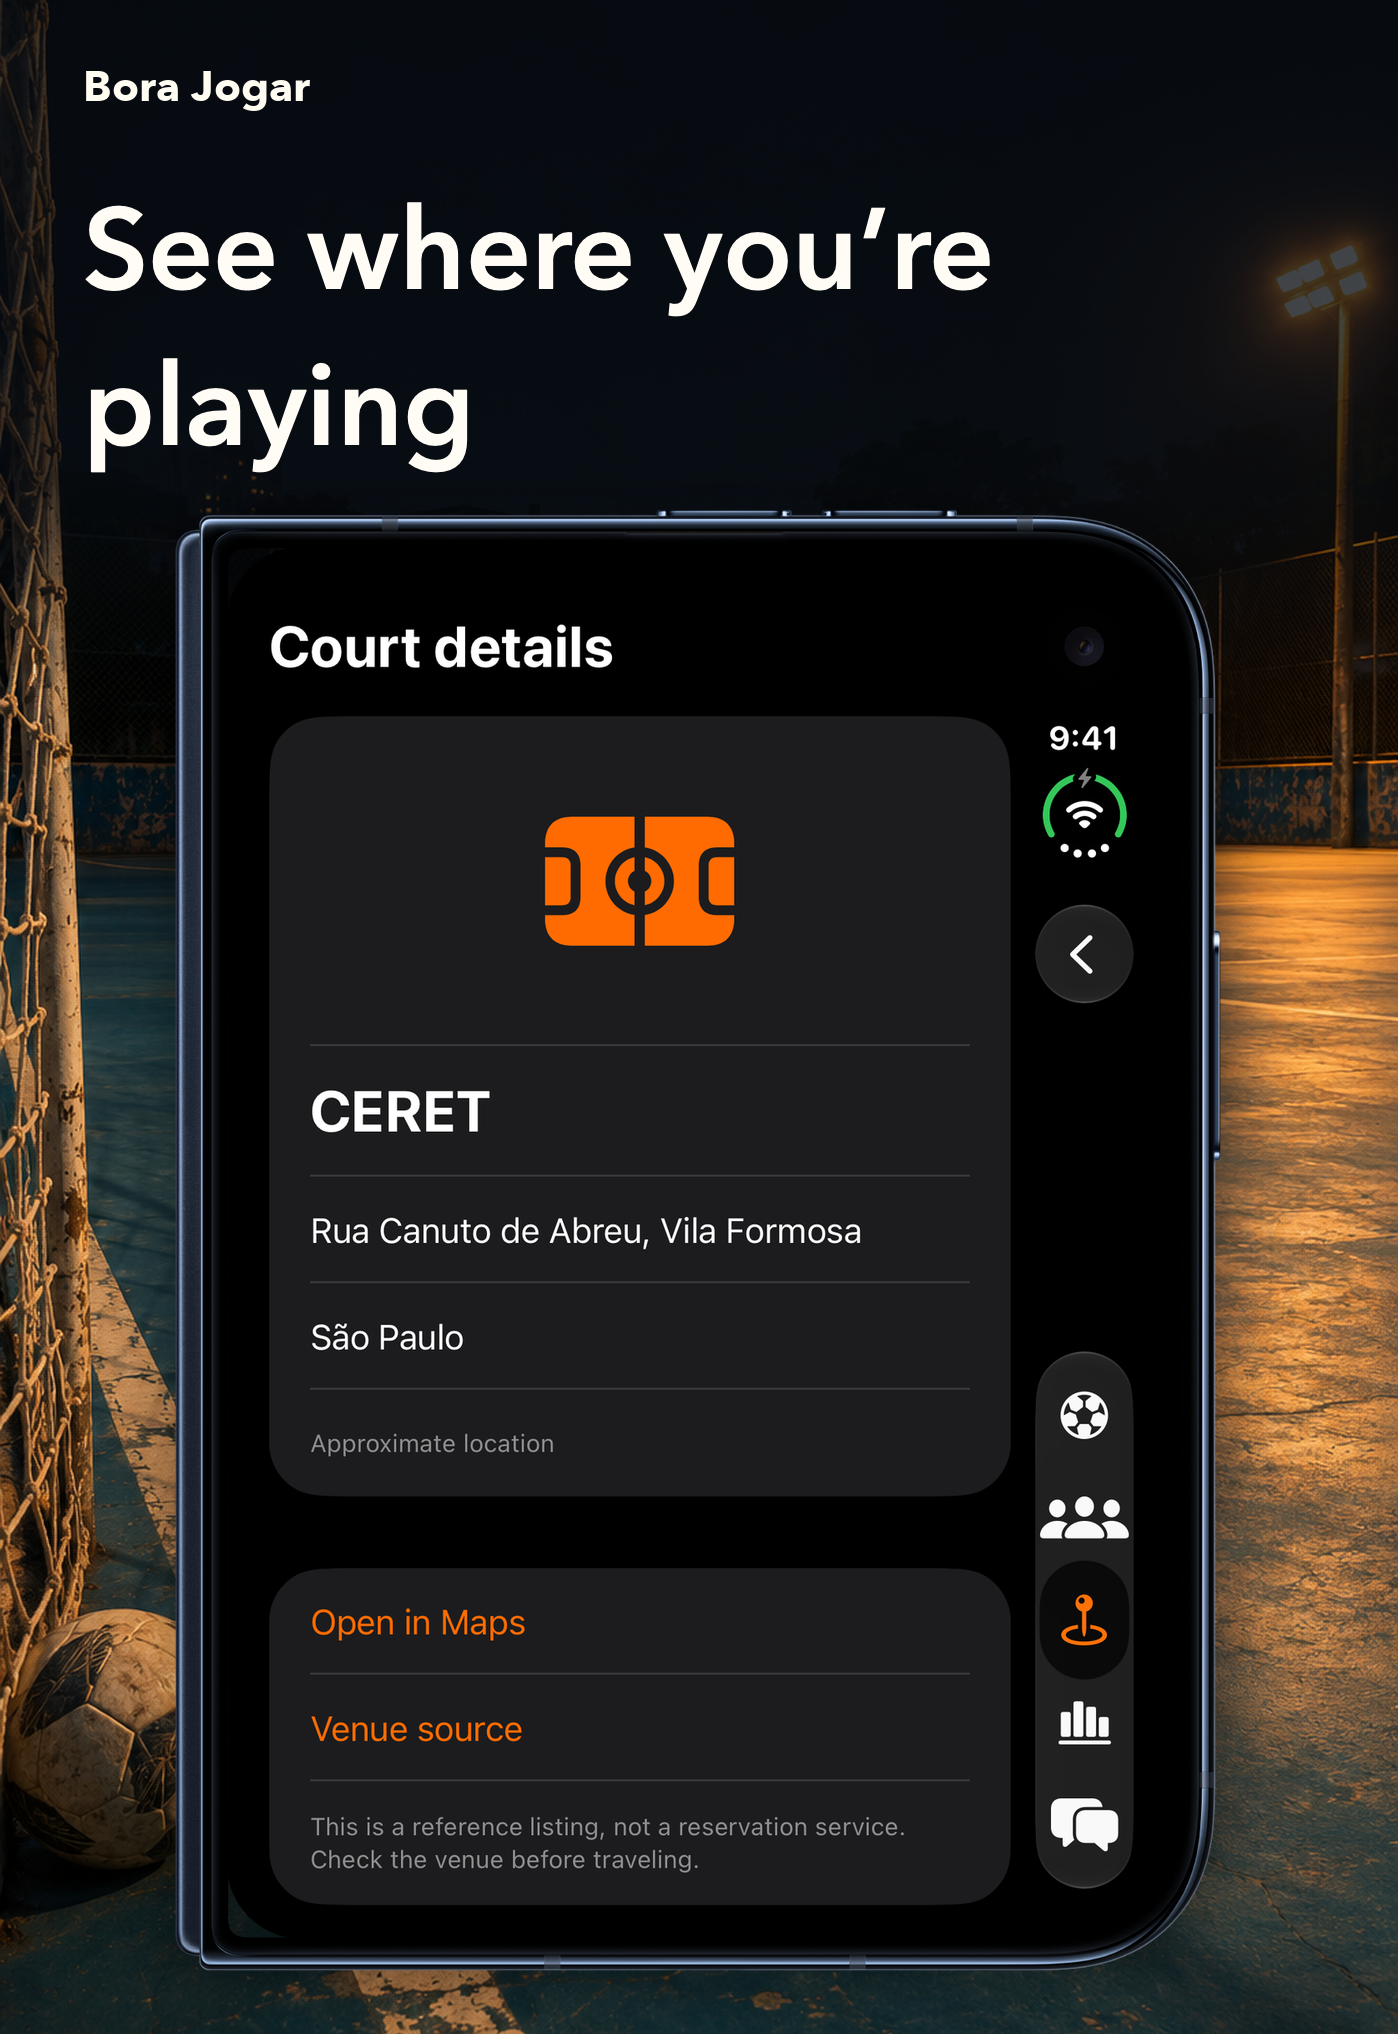 Bora Jogar
See where you’re
playing
Court details
9:41
CERET
Rua Canuto de Abreu, Vila Formosa
São Paulo
Approximate location
Open in Maps
Venue source
This is a reference listing, not a reservation service.
Check the venue before traveling.